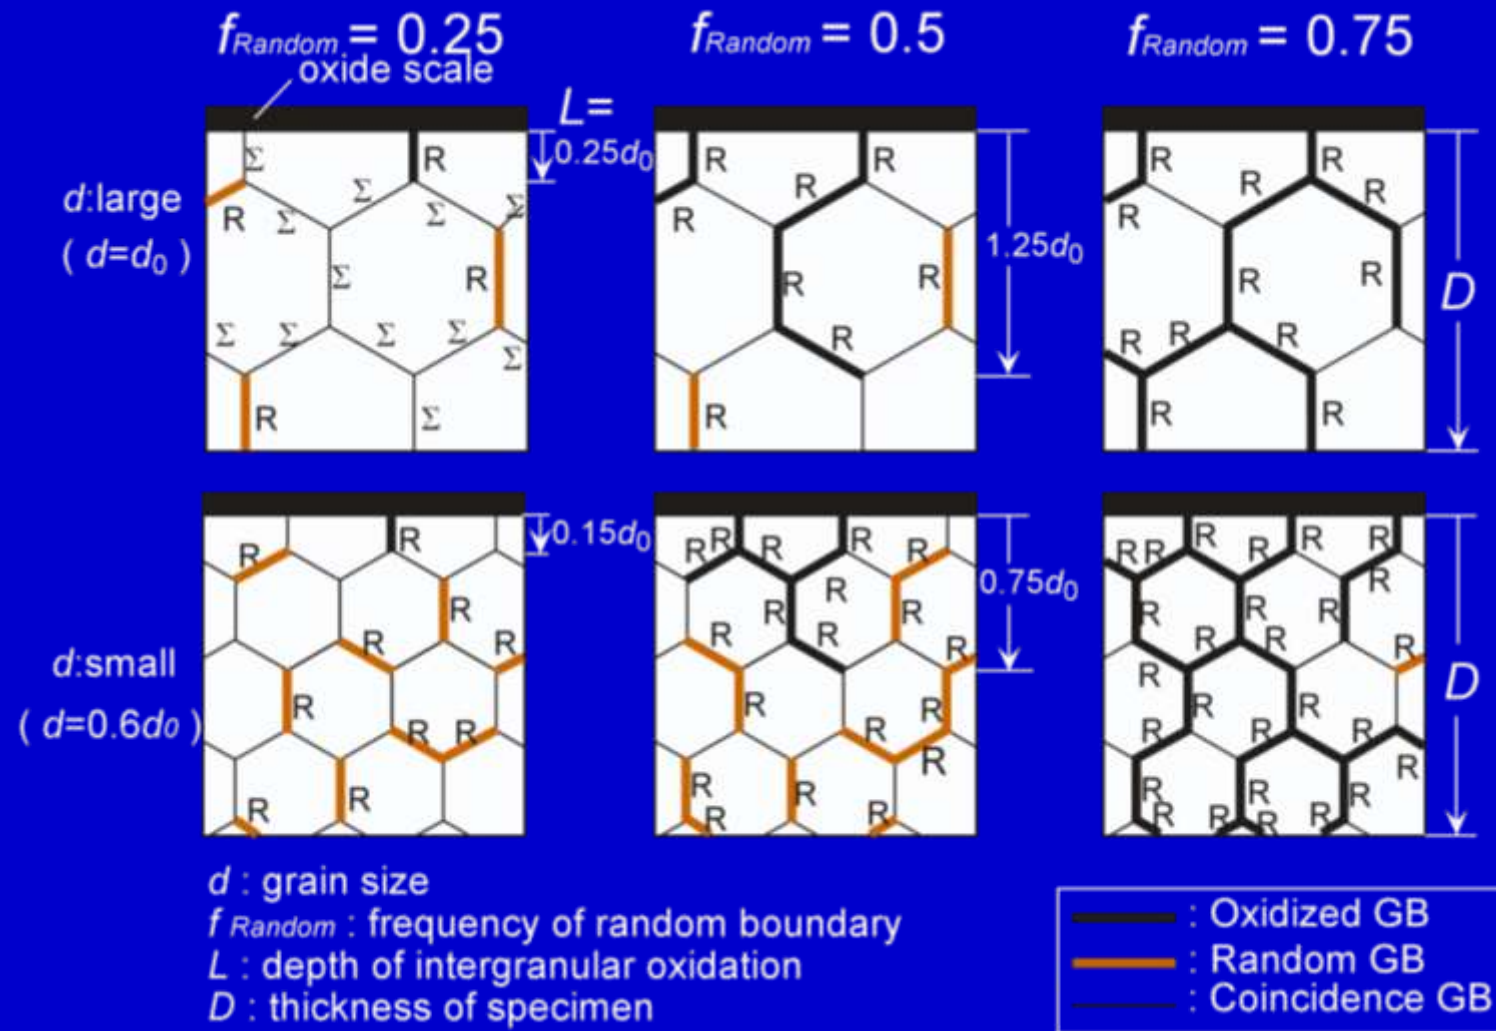 fRandom = 0.25
fRandom = 0.5
fRandom = 0.75
oxide scale
L=
0.25d0
d:large
( d=d0 )
Σ R
Σ Σ Σ
R Σ
Σ R
Σ Σ Σ Σ Σ
R Σ
R R
R
R
1.25d0
R R
R
R
R R
R R
R
R R
R R R
R R
D
d:small
( d=0.6d0 )
0.15d0
R R
R
R R
R
R R
R R
R R R R R
R
R R
R R
R
R R
R
R
R R
R R
0.75d0
R R R R R
R
R R R
R R
R
R
R R
R R
R
R R
R R R
R R
D
d : grain size
f Random : frequency of random boundary
L : depth of intergranular oxidation
D : thickness of specimen
: Oxidized GB
: Random GB
: Coincidence GB